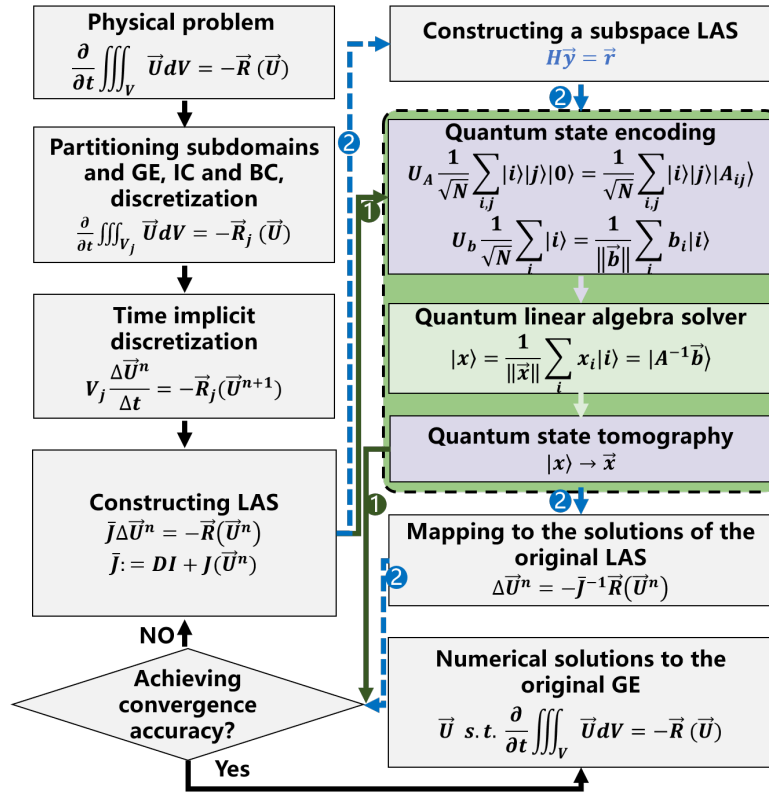 Physical problem
∂/∂t ∭_V U⃗dV = −R⃗ (U⃗)
Partitioning subdomains
and GE, IC and BC,
discretization
∂/∂t ∭_{V_j} U⃗dV = −R⃗_j (U⃗)
Time implicit
discretization
V_j ΔU⃗^n/Δt = −R⃗_j(U⃗^{n+1})
Constructing LAS
J̄ΔU⃗^n = −R⃗(U⃗^n)
J̄:= DI + J(U⃗^n)
NO
Achieving
convergence
accuracy?
Yes
2
1
1
Constructing a subspace LAS
Hy⃗ = r⃗
2
Quantum state encoding
U_A 1/√N ∑_{i,j} |i⟩|j⟩|0⟩ = 1/√N ∑_{i,j} |i⟩|j⟩|A_{ij}⟩
U_b 1/√N ∑_i |i⟩ = 1/‖b⃗‖ ∑_i b_i|i⟩
Quantum linear algebra solver
|x⟩ = 1/‖x⃗‖ ∑_i x_i|i⟩ = |A^{−1}b⃗⟩
Quantum state tomography
|x⟩ → x⃗
2
Mapping to the solutions of the
original LAS
ΔU⃗^n = −J̄^{−1}R⃗(U⃗^n)
2
Numerical solutions to the
original GE
U⃗ s.t. ∂/∂t ∭_V U⃗dV = −R⃗ (U⃗)